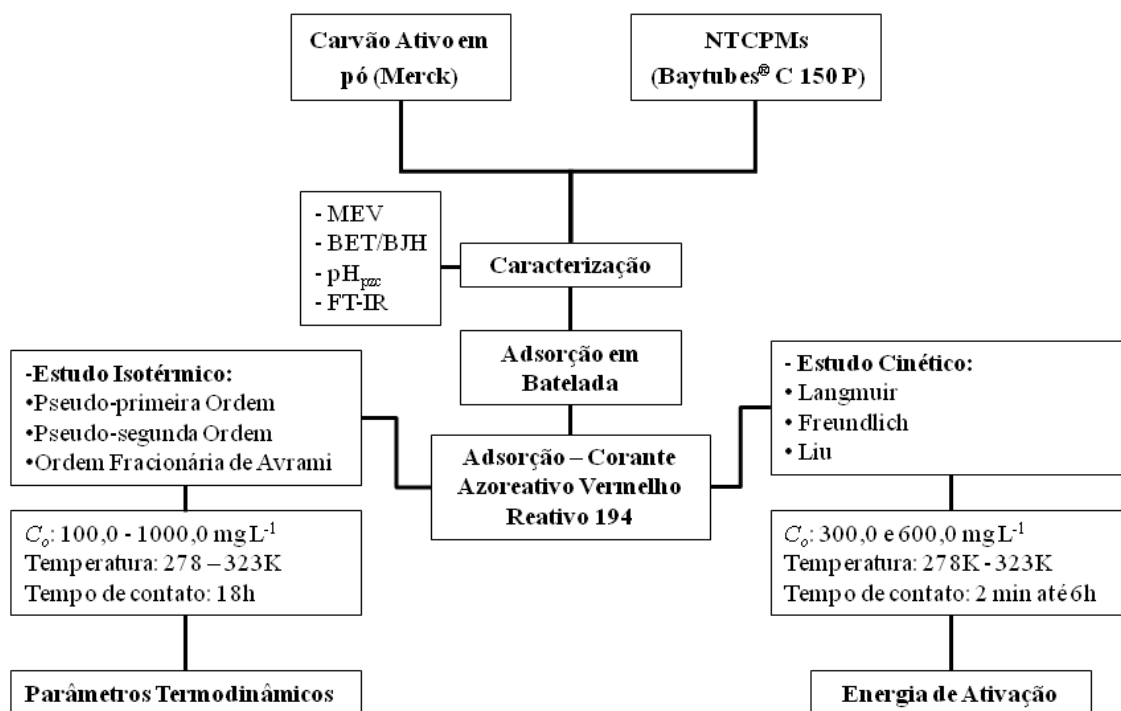 Carvão Ativo em
pó (Merck)
NTCPMs
(Baytubes® C 150 P)
- MEV
- BET/BJH
- pHpzc
- FT-IR
Caracterização
Adsorção em
Batelada
-Estudo Isotérmico:
•Pseudo-primeira Ordem
•Pseudo-segunda Ordem
•Ordem Fracionária de Avrami
- Estudo Cinético:
• Langmuir
• Freundlich
• Liu
Adsorção – Corante
Azoreativo Vermelho
Reativo 194
Co: 100,0 - 1000,0 mg L-1
Temperatura: 278 – 323K
Tempo de contato: 18h
Co: 300,0 e 600,0 mg L-1
Temperatura: 278K - 323K
Tempo de contato: 2 min até 6h
Parâmetros Termodinâmicos
Energia de Ativação